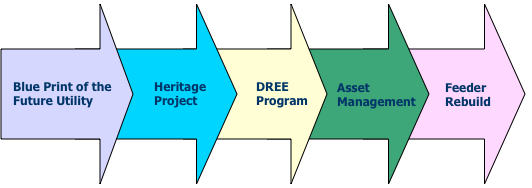 Blue Print of the
Future Utility
Heritage
Project
DREE
Program
Asset
Management
Feeder
Rebuild